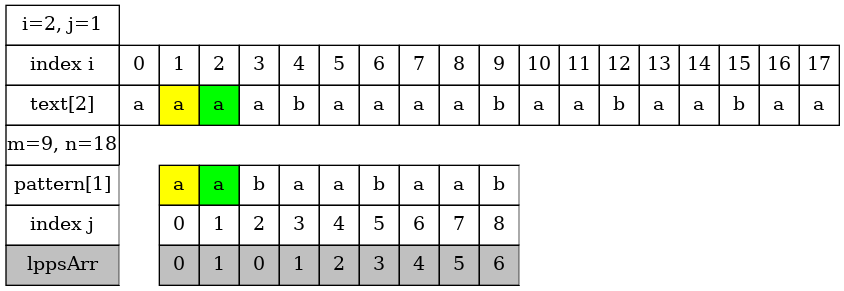 i=2, j=1
index i 0 1 2 3 4 5 6 7 8 9 10 11 12 13 14 15 16 17
text[2] a a a a b a a a a b a a b a a b a a
m=9, n=18
pattern[1] a a b a a b a a b
index j 0 1 2 3 4 5 6 7 8
lppsArr 0 1 0 1 2 3 4 5 6